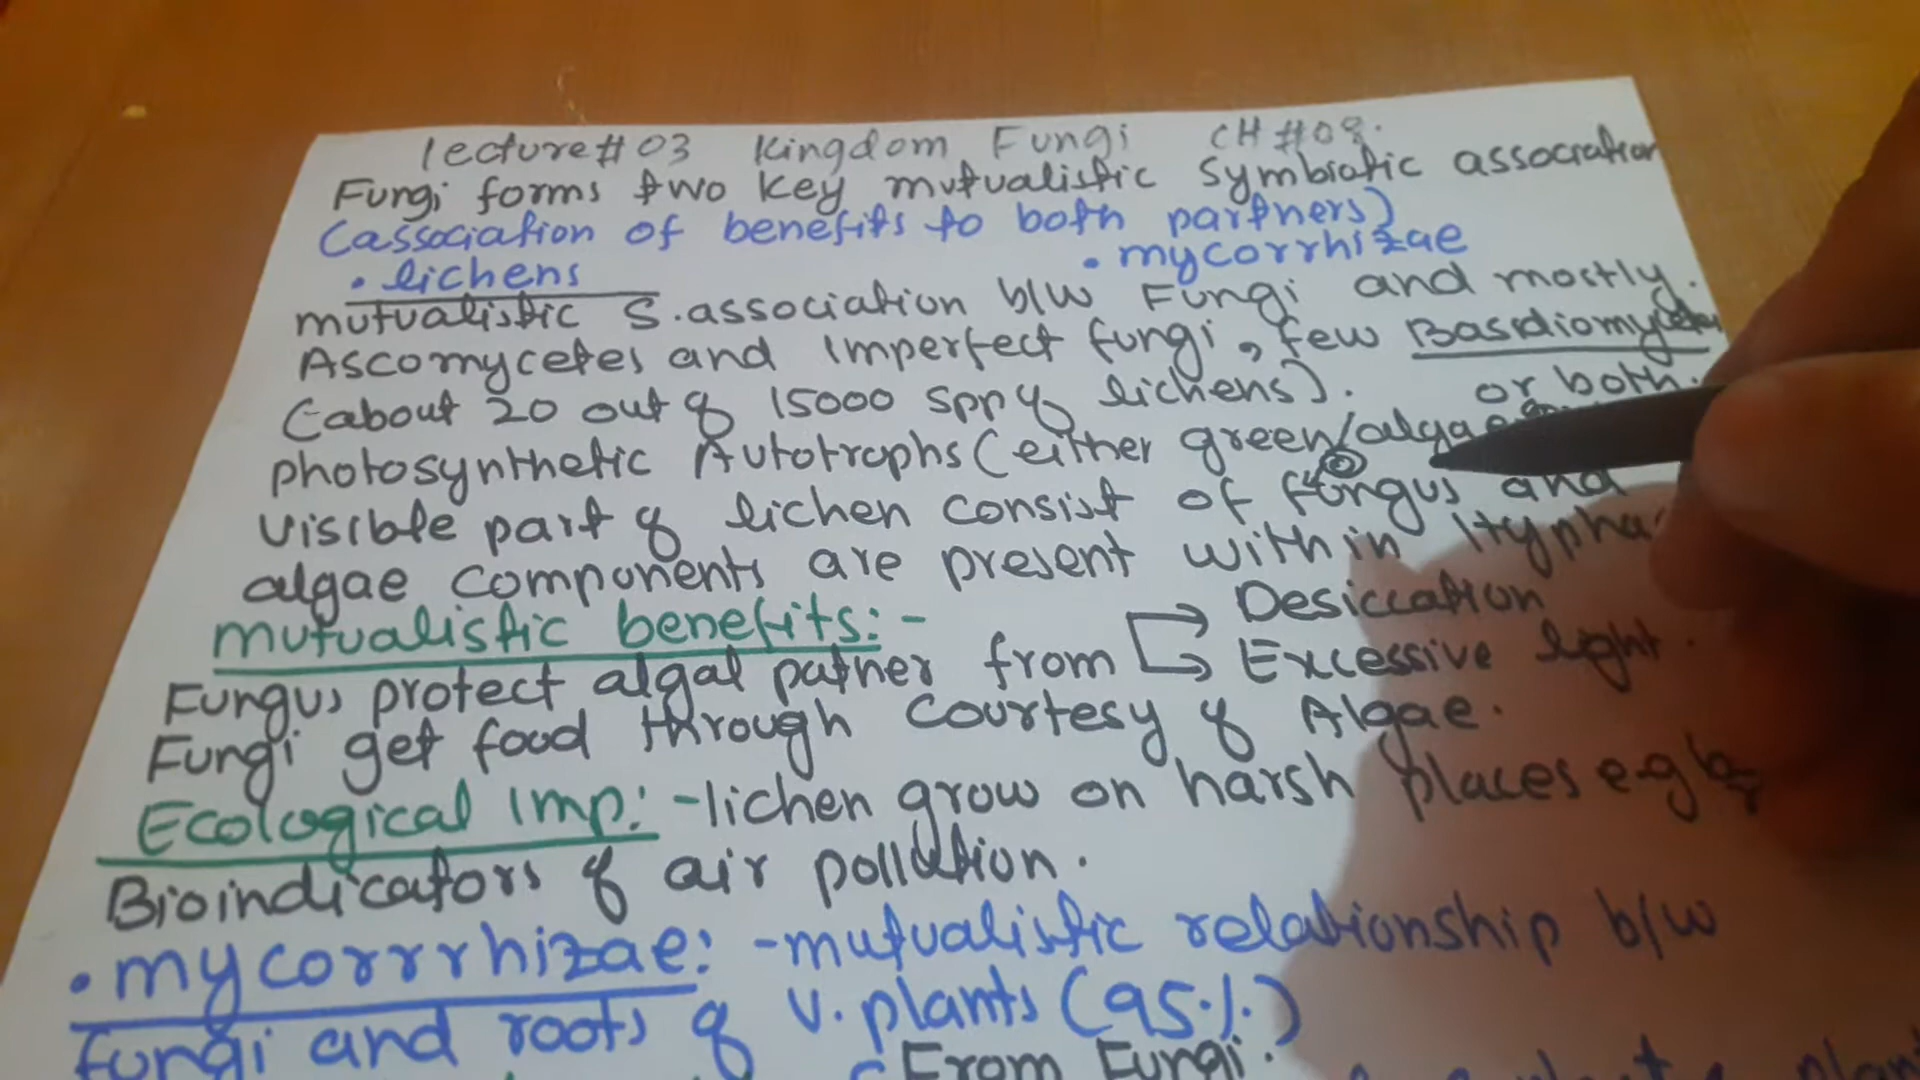 lecture#03 Kingdom Fungi CH#08.
Fungi forms two key mutualistic symbiotic association
(association of benefits to both partners)
• lichens • mycorrhizae
mutualistic S.association b/w Fungi and mostly.
Ascomycetes and Imperfect fungi, few
(about 20 out of 15000 spp of lichens). or both.
photosynthetic Autotrophs (either green/algae
visible part of lichen consist of fungus and
algae components are present within
mutualistic benefits:- Desiccation
Fungus protect algal patner from Excessive light.
Fungi get food through Courtesy of Algae.
Ecological Imp: -lichen grow on harsh places e.g
Bioindicators of air pollution.
• mycorrrhizae: -mutualistic relationship b/w
fungi and roots of V. plants (95%)
From Fungi.